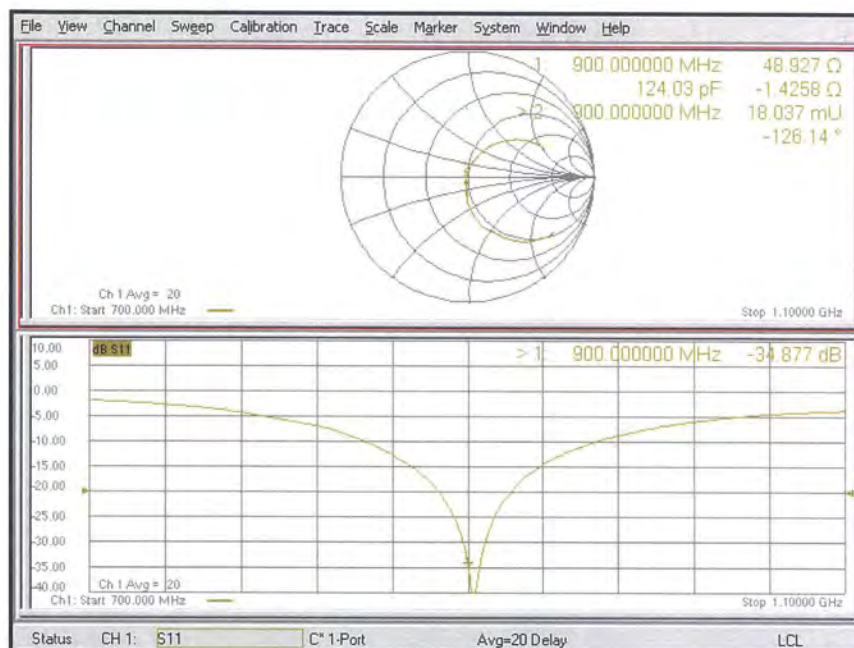 File View Channel Sweep Calibration Trace Scale Marker System Window Help
1: 900.000000 MHz 48.927 Ω
124.03 pF -1.4258 Ω
> 2: 900.000000 MHz 18.037 mU
-126.14 °
Ch 1 Avg = 20
Ch1: Start 700.000 MHz
Stop 1.10000 GHz
10.00
dB S11
> 1: 900.000000 MHz -34.877 dB
5.00
0.00
-5.00
-10.00
-15.00
-20.00
-25.00
-30.00
-35.00
-40.00
Ch 1 Avg = 20
Ch1: Start 700.000 MHz
Stop 1.10000 GHz
Status CH 1: S11 C* 1-Port Avg=20 Delay LCL